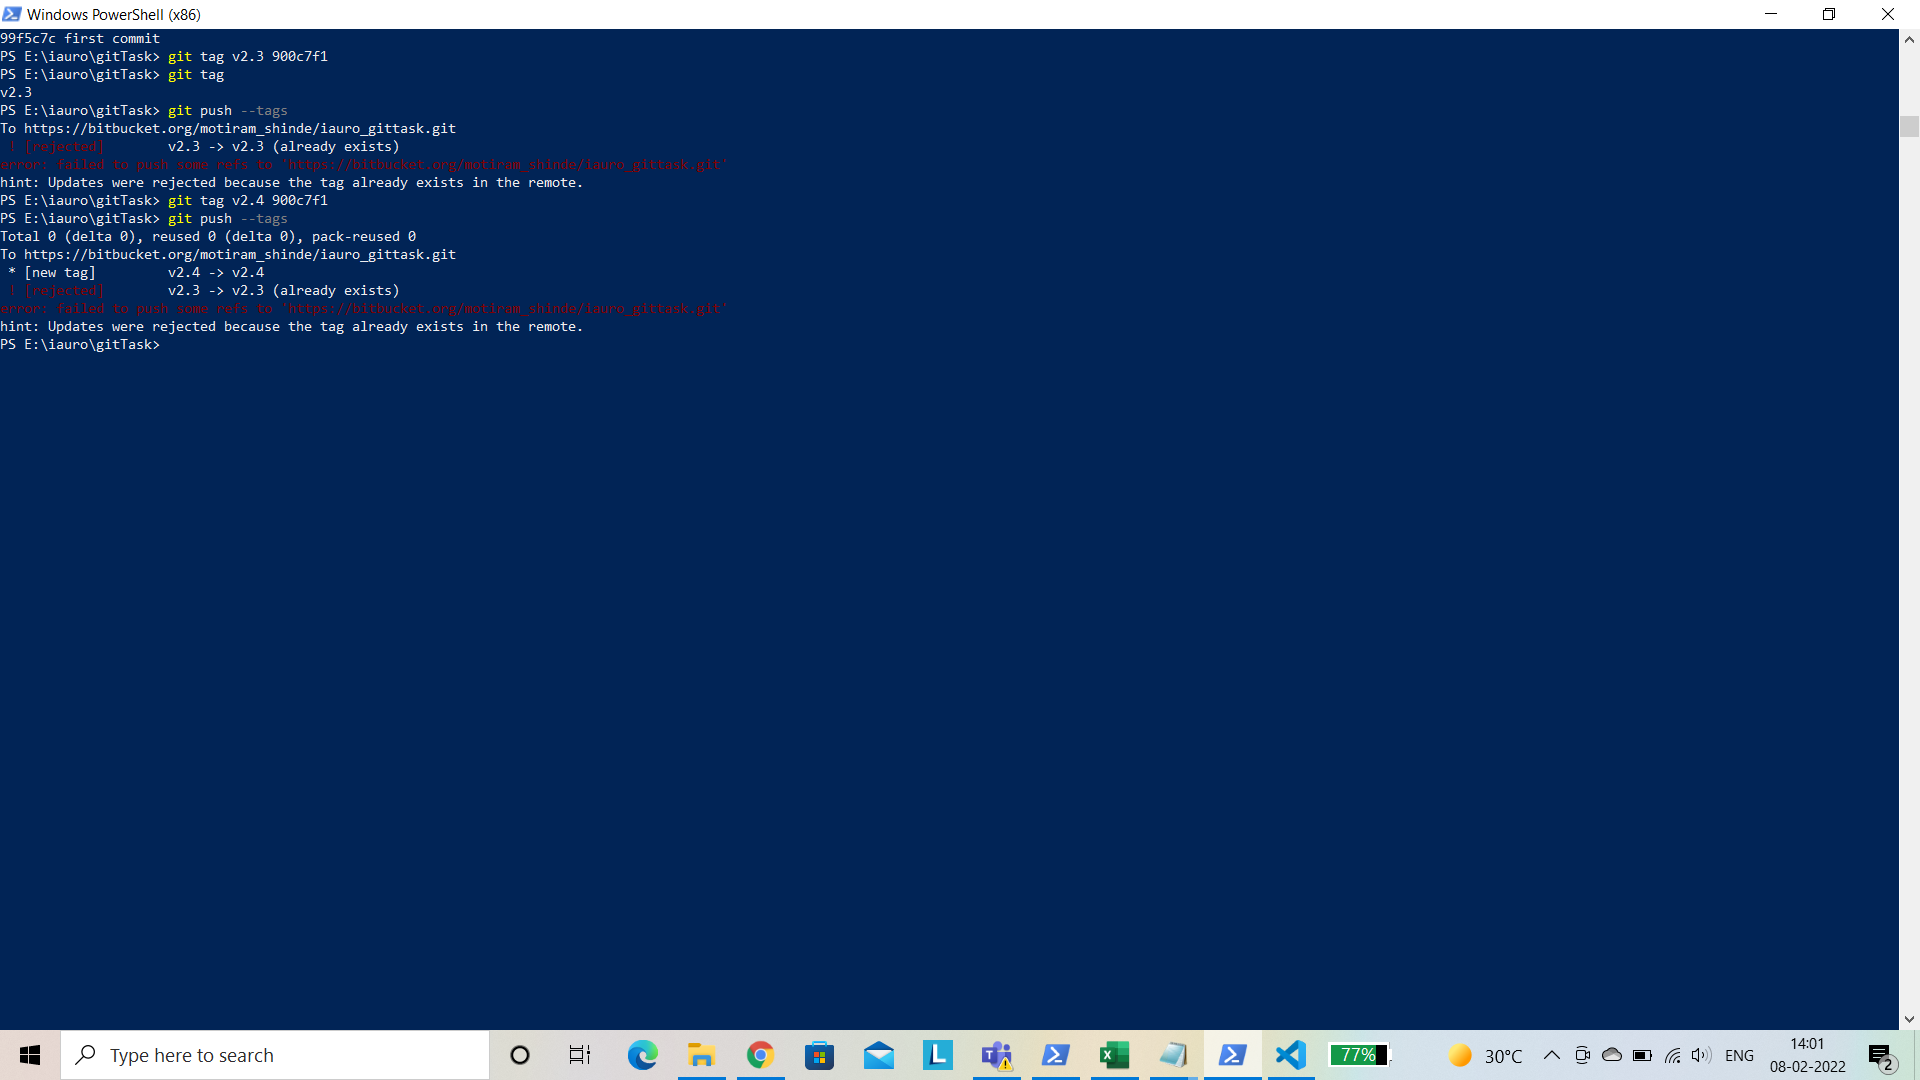 Windows PowerShell (x86)
99f5c7c first commit
PS E:\iauro\gitTask> git tag v2.3 900c7f1
PS E:\iauro\gitTask> git tag
v2.3
PS E:\iauro\gitTask> git push --tags
To https://bitbucket.org/motiram_shinde/iauro_gittask.git
 ! [rejected]        v2.3 -> v2.3 (already exists)
error: failed to push some refs to 'https://bitbucket.org/motiram_shinde/iauro_gittask.git'
hint: Updates were rejected because the tag already exists in the remote.
PS E:\iauro\gitTask> git tag v2.4 900c7f1
PS E:\iauro\gitTask> git push --tags
Total 0 (delta 0), reused 0 (delta 0), pack-reused 0
To https://bitbucket.org/motiram_shinde/iauro_gittask.git
 * [new tag]         v2.4 -> v2.4
 ! [rejected]        v2.3 -> v2.3 (already exists)
error: failed to push some refs to 'https://bitbucket.org/motiram_shinde/iauro_gittask.git'
hint: Updates were rejected because the tag already exists in the remote.
PS E:\iauro\gitTask>
Type here to search
L
77%
30°C
ENG
14:01
08-02-2022
2